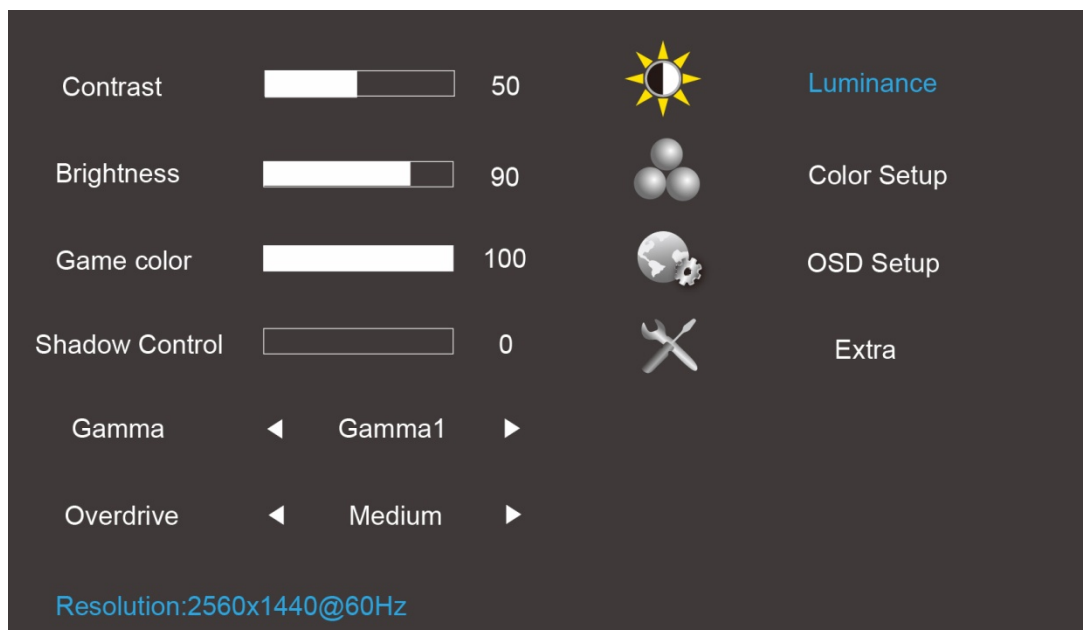 Contrast 50 Luminance
Brightness 90 Color Setup
Game color 100 OSD Setup
Shadow Control 0 Extra
Gamma Gamma1
Overdrive Medium
Resolution:2560x1440@60Hz